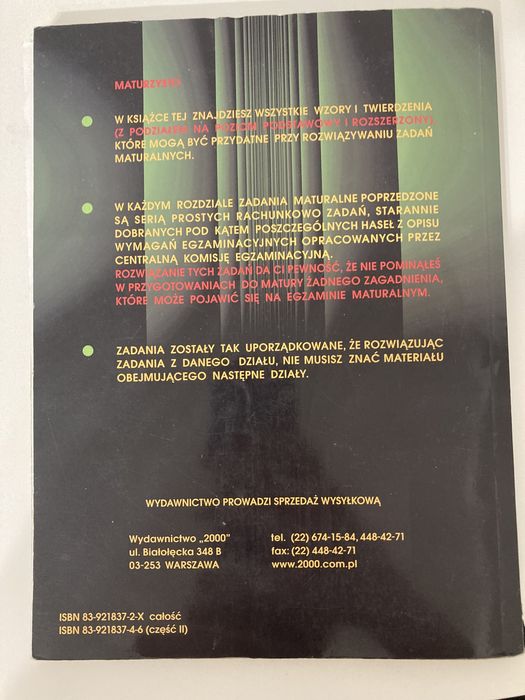 MATURZYSTO
W KSIĄŻCE TEJ ZNAJDZIESZ WSZYSTKIE WZORY I TWIERDZENIA
(Z PODZIAŁEM NA POZIOM PODSTAWOWY I ROZSZERZONY),
KTÓRE MOGĄ BYĆ PRZYDATNE PRZY ROZWIĄZYWANIU ZADAŃ
MATURALNYCH.
W KAŻDYM ROZDZIALE ZADANIA MATURALNE POPRZEDZONE
SĄ SERIĄ PROSTYCH RACHUNKOWO ZADAŃ, STARANNIE
DOBRANYCH POD KĄTEM POSZCZEGÓLNYCH HASEŁ Z OPISU
WYMAGAŃ EGZAMINACYJNYCH OPRACOWANYCH PRZEZ
CENTRALNĄ KOMISJĘ EGZAMINACYJNĄ.
ROZWIĄZANIE TYCH ZADAŃ DA CI PEWNOŚĆ, ŻE NIE POMINĄŁEŚ
W PRZYGOTOWANIACH DO MATURY ŻADNEGO ZAGADNIENIA,
KTÓRE MOŻE POJAWIĆ SIĘ NA EGZAMINIE MATURALNYM.
ZADANIA ZOSTAŁY TAK UPORZĄDKOWANE, ŻE ROZWIĄZUJĄC
ZADANIA Z DANEGO DZIAŁU, NIE MUSISZ ZNAĆ MATERIAŁU
OBEJMUJĄCEGO NASTĘPNE DZIAŁY.
WYDAWNICTWO PROWADZI SPRZEDAŻ WYSYŁKOWĄ
Wydawnictwo „2000"
ul. Białołęcka 348 B
03-253 WARSZAWA
tel. (22) 674-15-84, 448-42-71
fax: (22) 448-42-71
www.2000.com.pl
ISBN 83-921837-2-X całość
ISBN 83-921837-4-6 (część II)